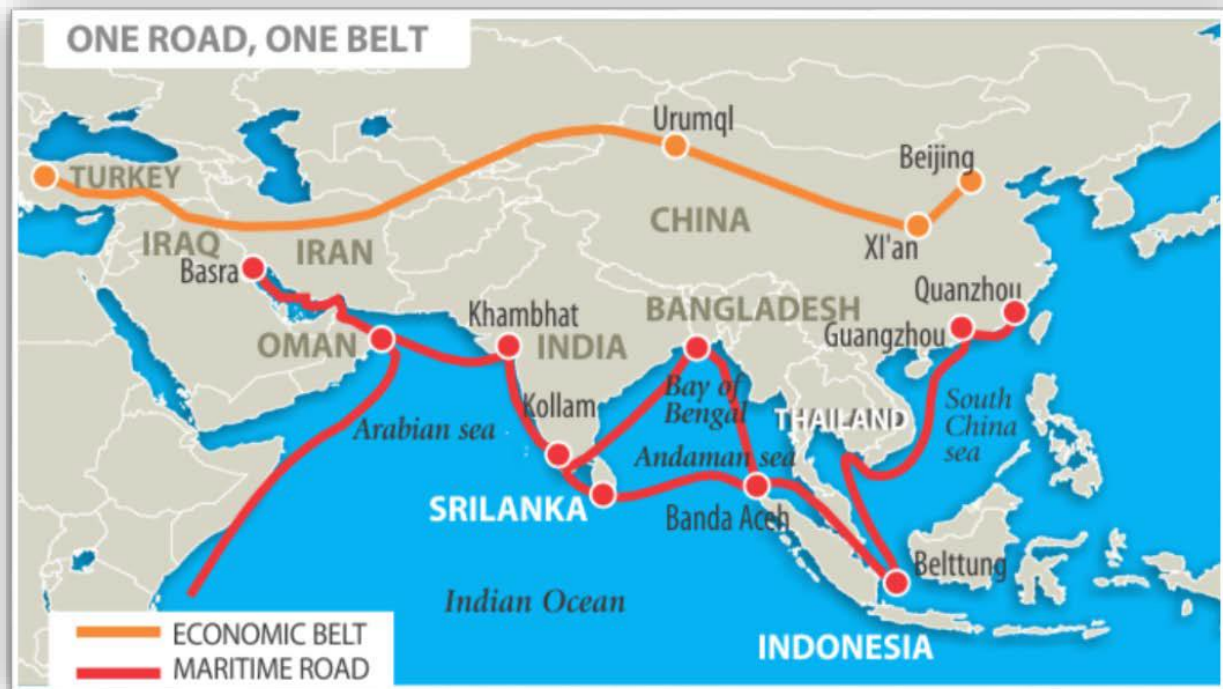 ONE ROAD, ONE BELT
Urumql
Beijing
TURKEY
CHINA
XI'an
IRAQ
IRAN
Basra
Quanzhou
BANGLADESH
Khambhat
Guangzhou
OMAN
INDIA
Bay of
Bengal
Kollam
THAILAND
South
China
sea
Arabian sea
Andaman sea
SRILANKA
Banda Aceh
Belttung
Indian Ocean
ECONOMIC BELT
INDONESIA
MARITIME ROAD